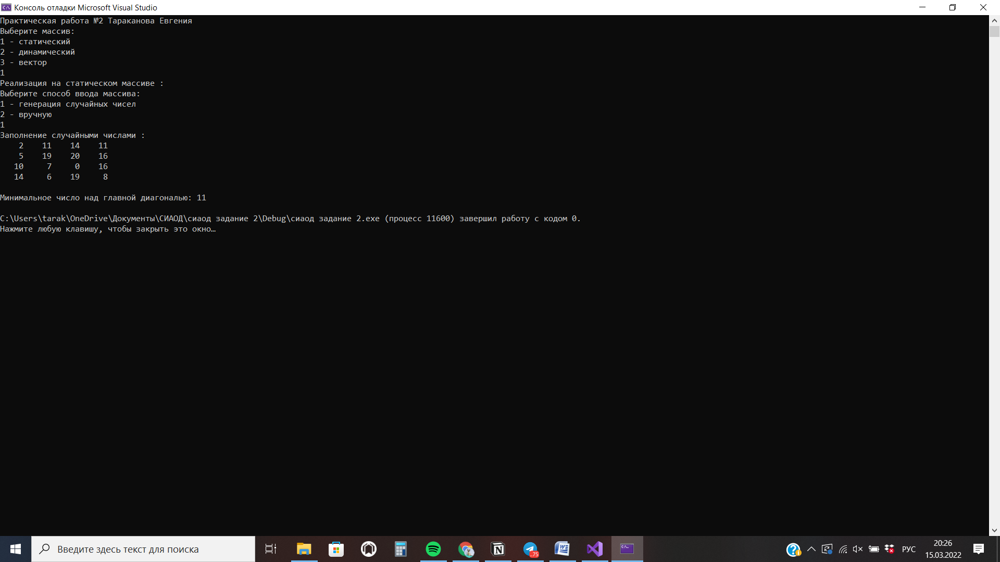 Консоль отладки Microsoft Visual Studio
Практическая работа №2 Тараканова Евгения
Выберите массив:
1 - статический
2 - динамический
3 - вектор
1
Реализация на статическом массиве :
Выберите способ ввода массива:
1 - генерация случайных чисел
2 - вручную
1
Заполнение случайными числами :
2 11 14 11
5 19 20 16
10 7 0 16
14 6 19 8
Минимальное число над главной диагональю: 11
C:\Users\tarak\OneDrive\Документы\СИАОД\сиаод задание 2\Debug\сиаод задание 2.exe (процесс 11600) завершил работу с кодом 0.
Нажмите любую клавишу, чтобы закрыть это окно…
Введите здесь текст для поиска
..75
РУС
20:26
15.03.2022